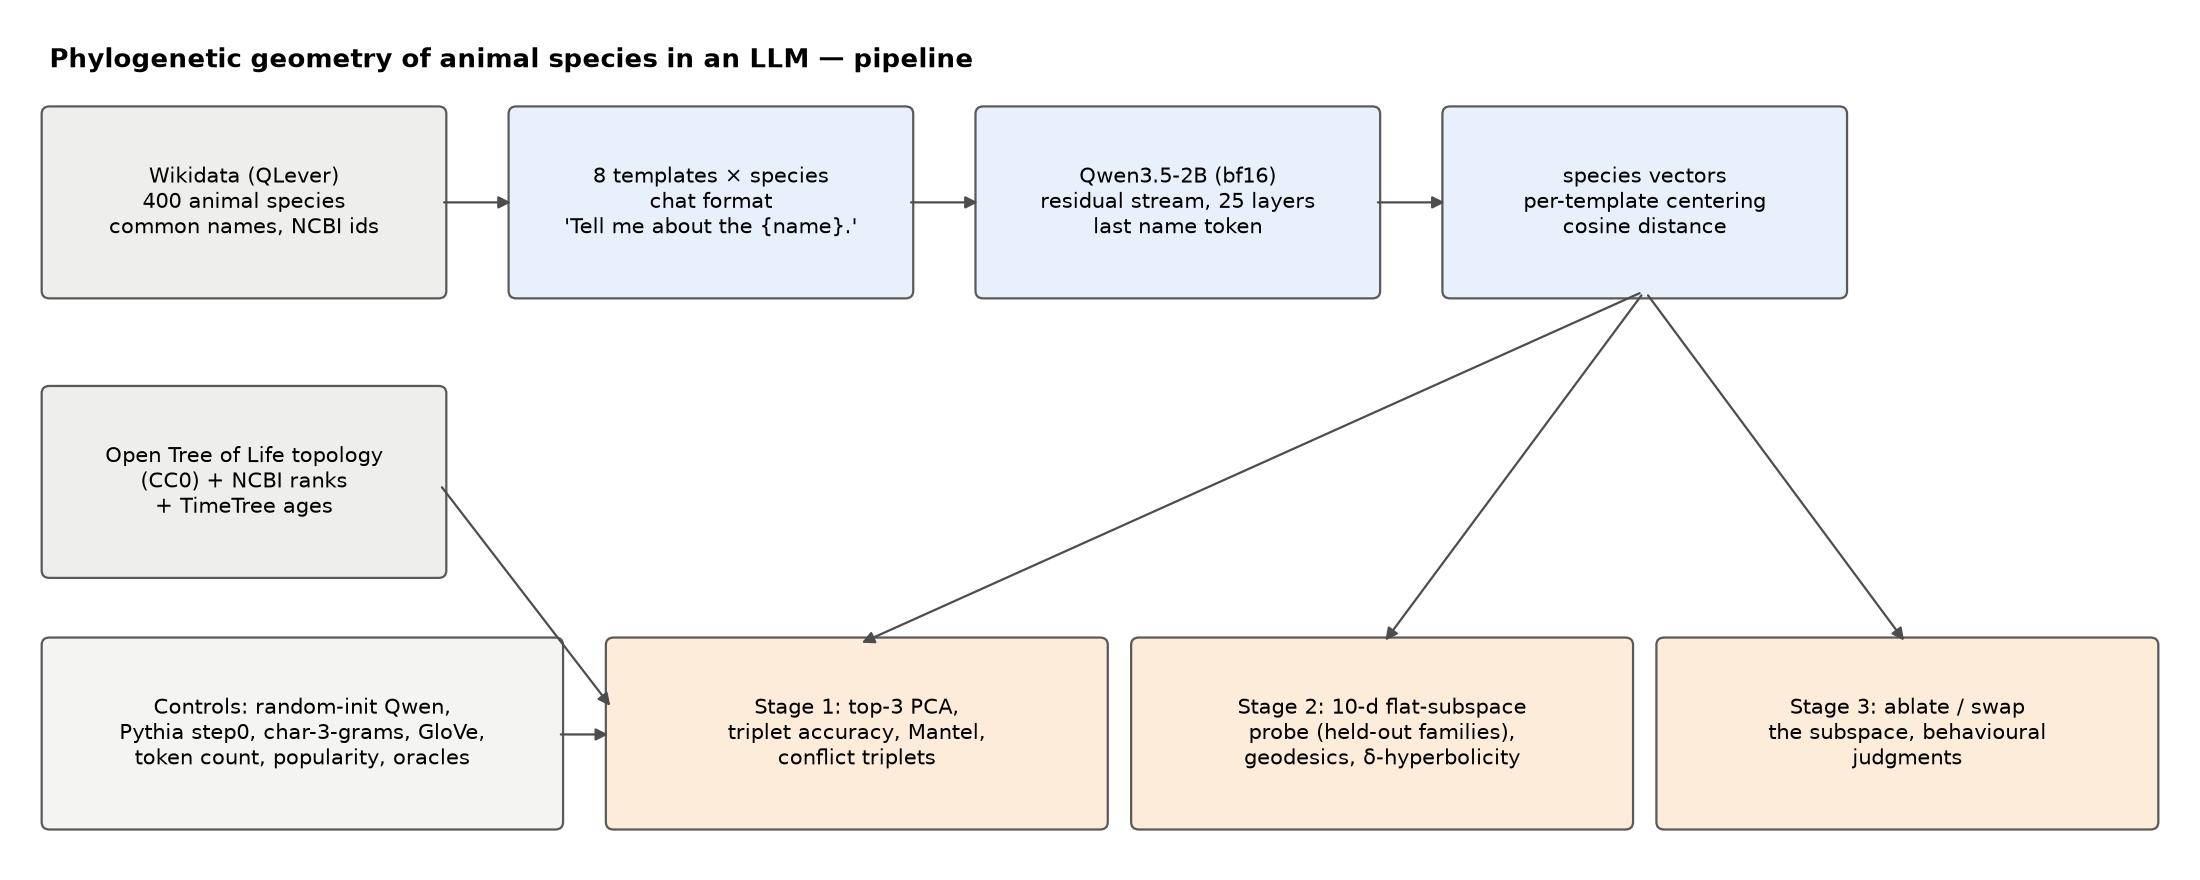 Phylogenetic geometry of animal species in an LLM — pipeline
Wikidata (QLever)
400 animal species
common names, NCBI ids
8 templates × species
chat format
'Tell me about the {name}.'
Qwen3.5-2B (bf16)
residual stream, 25 layers
last name token
species vectors
per-template centering
cosine distance
Open Tree of Life topology
(CC0) + NCBI ranks
+ TimeTree ages
Controls: random-init Qwen,
Pythia step0, char-3-grams, GloVe,
token count, popularity, oracles
Stage 1: top-3 PCA,
triplet accuracy, Mantel,
conflict triplets
Stage 2: 10-d flat-subspace
probe (held-out families),
geodesics, δ-hyperbolicity
Stage 3: ablate / swap
the subspace, behavioural
judgments